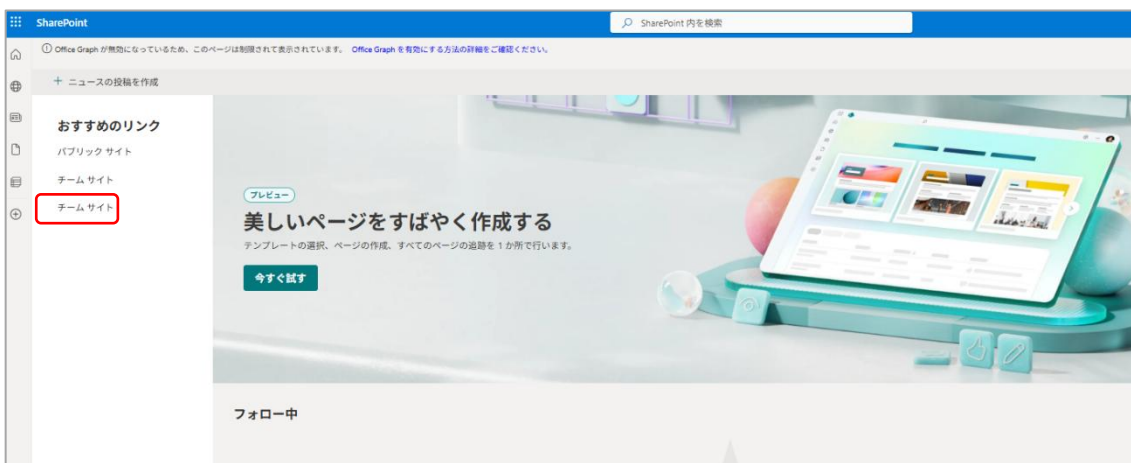 SharePoint
SharePoint 内を検索
Office Graph が無効になっているため、このページは制限されて表示されています。 Office Graph を有効にする方法の詳細をご確認ください。
+ ニュースの投稿を作成
おすすめのリンク
パブリック サイト
チーム サイト
チーム サイト
プレビュー
美しいページをすばやく作成する
テンプレートの選択、ページの作成、すべてのページの追跡を 1 か所で行います。
今すぐ試す
フォロー中